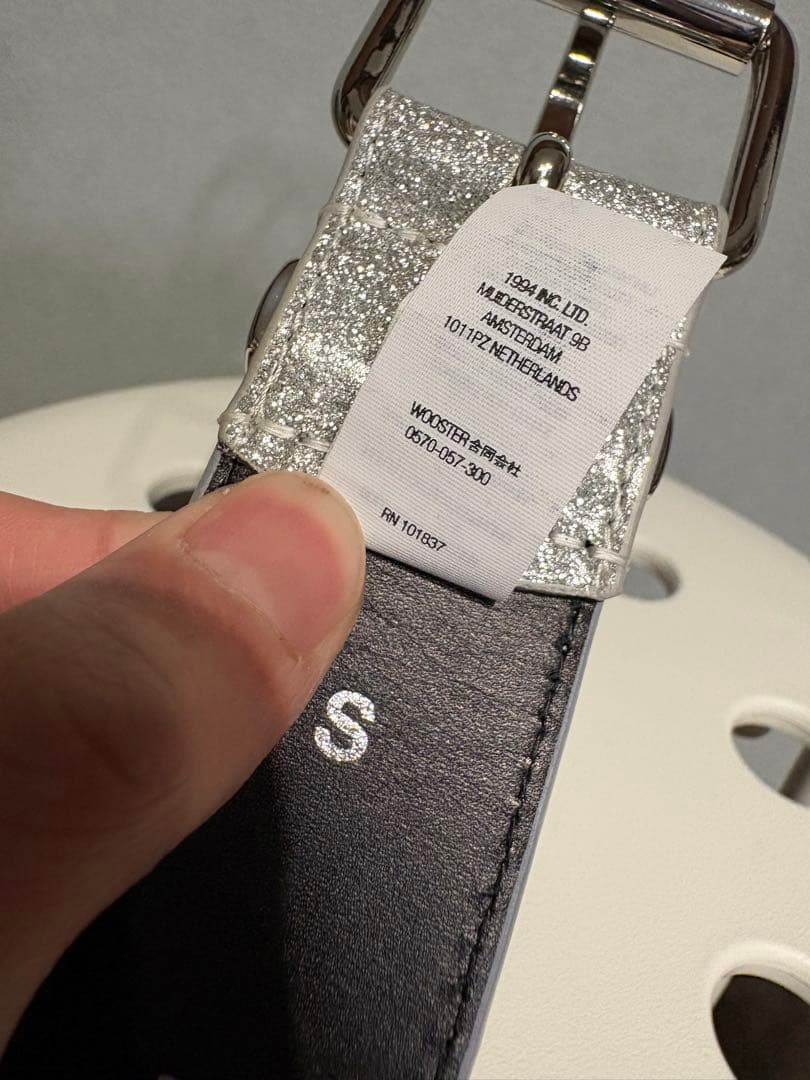 1994 INC. LTD.
MUIDERSTRAAT 9B
AMSTERDAM
1011PZ NETHERLANDS
WOOSTER合同会社
0570-057-300
RN 101837
S